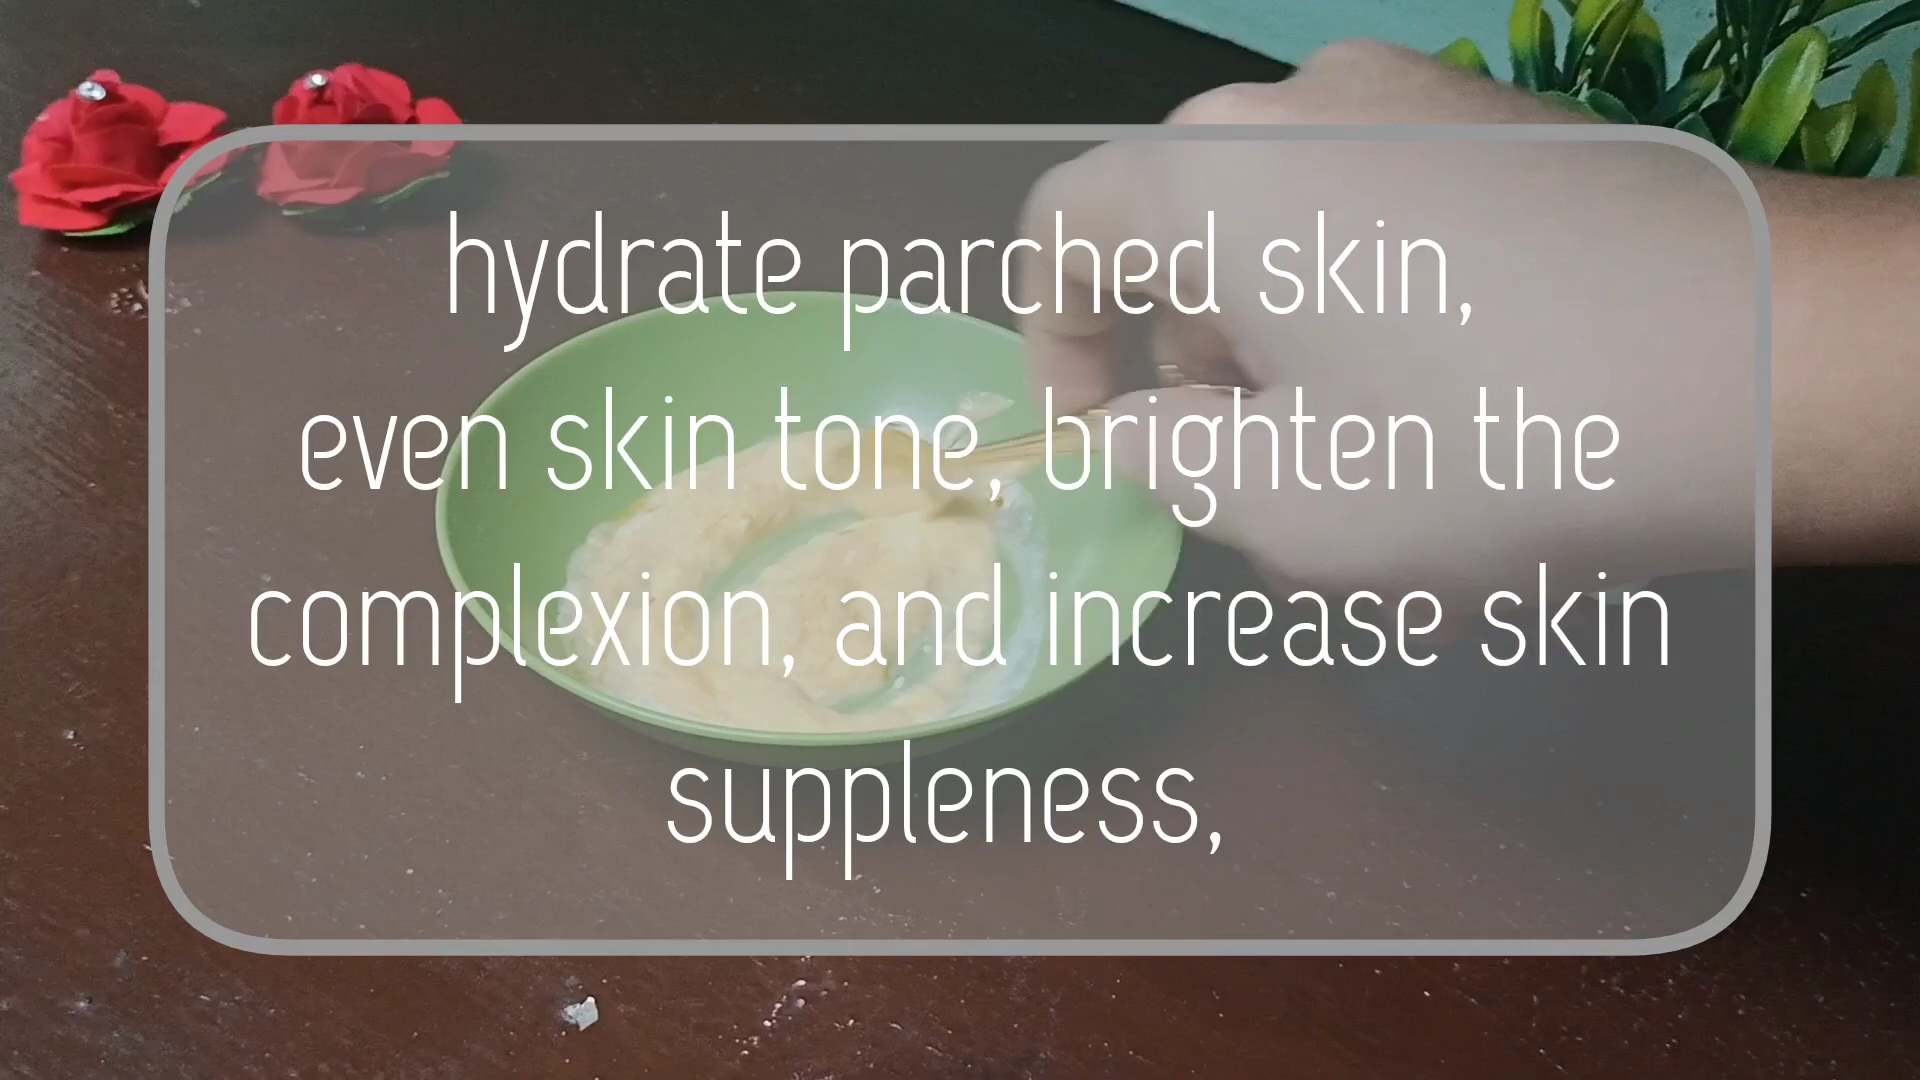 hydrate parched skin,
even skin tone, brighten the
complexion, and increase skin
suppleness,